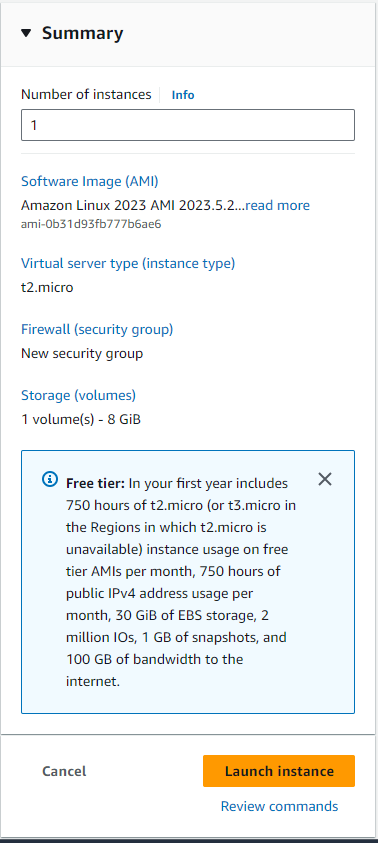 Summary
Number of instances Info
1
Software Image (AMI)
Amazon Linux 2023 AMI 2023.5.2...read more
ami-0b31d93fb777b6ae6
Virtual server type (instance type)
t2.micro
Firewall (security group)
New security group
Storage (volumes)
1 volume(s) - 8 GiB
Free tier: In your first year includes
750 hours of t2.micro (or t3.micro in
the Regions in which t2.micro is
unavailable) instance usage on free
tier AMIs per month, 750 hours of
public IPv4 address usage per
month, 30 GiB of EBS storage, 2
million IOs, 1 GB of snapshots, and
100 GB of bandwidth to the
internet.
Cancel Launch instance
Review commands